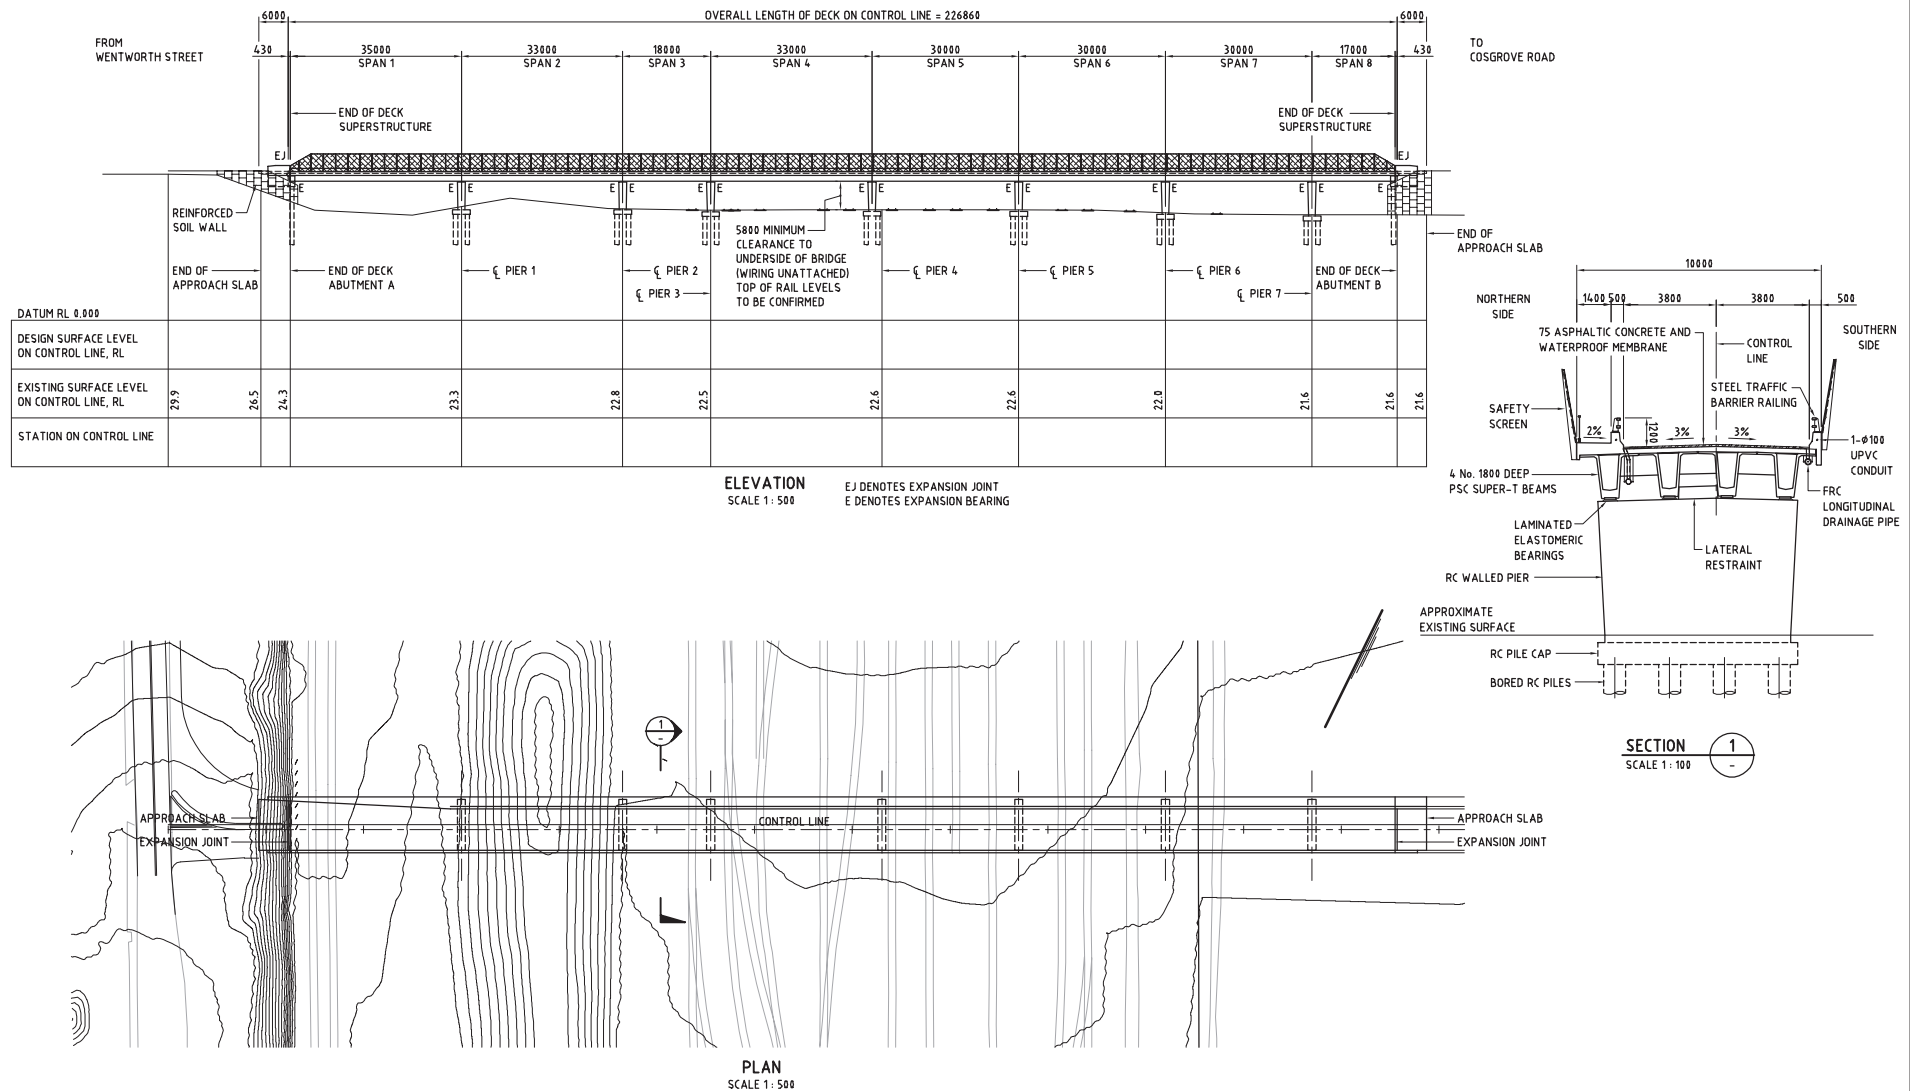 6000
OVERALL LENGTH OF DECK ON CONTROL LINE = 226860
6000
FROM
WENTWORTH STREET
430
35000
SPAN 1
33000
SPAN 2
18000
SPAN 3
33000
SPAN 4
30000
SPAN 5
30000
SPAN 6
30000
SPAN 7
17000
SPAN 8
430
TO
COSGROVE ROAD
END OF DECK
SUPERSTRUCTURE
END OF DECK
SUPERSTRUCTURE
EJ
EJ
E
E E
E E
E E
E E
E E
E E
E E
E
REINFORCED
SOIL WALL
5800 MINIMUM
CLEARANCE TO
UNDERSIDE OF BRIDGE
(WIRING UNATTACHED)
TOP OF RAIL LEVELS
TO BE CONFIRMED
END OF
APPROACH SLAB
END OF
APPROACH SLAB
END OF DECK
ABUTMENT A
℄ PIER 1
℄ PIER 2
℄ PIER 3
℄ PIER 4
℄ PIER 5
℄ PIER 6
℄ PIER 7
END OF DECK
ABUTMENT B
DATUM RL 0.000
DESIGN SURFACE LEVEL
ON CONTROL LINE, RL
EXISTING SURFACE LEVEL
ON CONTROL LINE, RL
29.9
26.5
24.3
23.3
22.8
22.5
22.6
22.6
22.0
21.6
21.6
21.6
STATION ON CONTROL LINE
ELEVATION
SCALE 1 : 500
EJ DENOTES EXPANSION JOINT
E DENOTES EXPANSION BEARING
10000
NORTHERN
SIDE
1400 500
3800
3800
500
SOUTHERN
SIDE
75 ASPHALTIC CONCRETE AND
WATERPROOF MEMBRANE
CONTROL
LINE
STEEL TRAFFIC
BARRIER RAILING
SAFETY
SCREEN
2%
1200
3%
3%
1-Ø100
UPVC
CONDUIT
4 No. 1800 DEEP
PSC SUPER-T BEAMS
FRC
LONGITUDINAL
DRAINAGE PIPE
LAMINATED
ELASTOMERIC
BEARINGS
LATERAL
RESTRAINT
RC WALLED PIER
APPROXIMATE
EXISTING SURFACE
RC PILE CAP
BORED RC PILES
SECTION
1
-
SCALE 1 : 100
1
-
APPROACH SLAB
EXPANSION JOINT
CONTROL LINE
APPROACH SLAB
EXPANSION JOINT
PLAN
SCALE 1 : 500